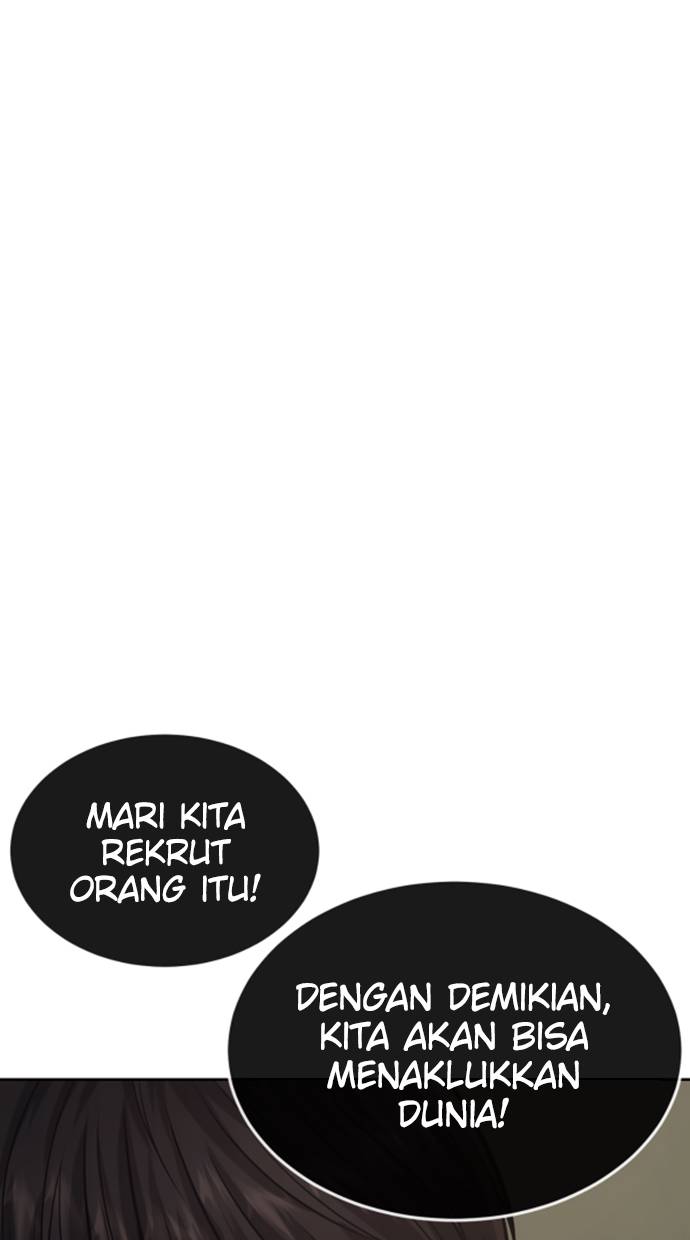 MARI KITA
REKRUT
ORANG ITU!
DENGAN DEMIKIAN,
KITA AKAN BISA
MENAKLUKKAN
DUNIA!